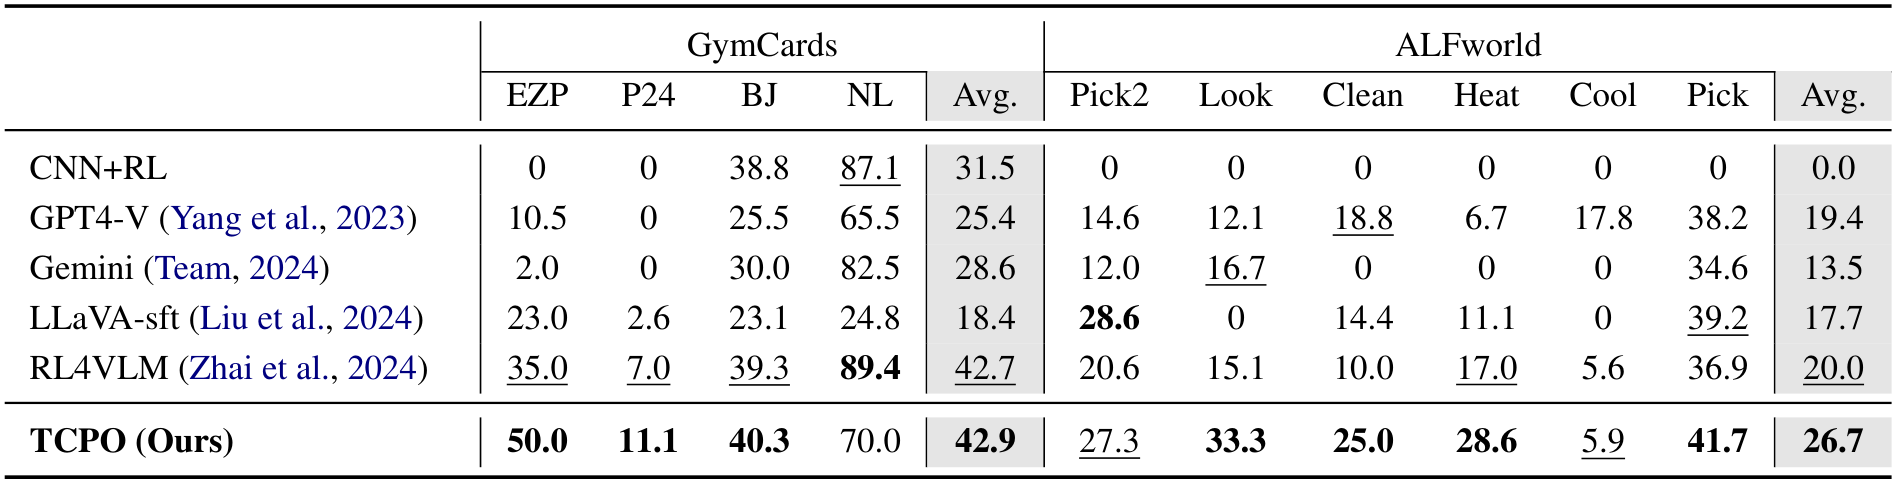 GymCards ALFworld
EZP P24 BJ NL Avg. Pick2 Look Clean Heat Cool Pick Avg.
CNN+RL 0 0 38.8 87.1 31.5 0 0 0 0 0 0 0.0
GPT4-V (Yang et al., 2023) 10.5 0 25.5 65.5 25.4 14.6 12.1 18.8 6.7 17.8 38.2 19.4
Gemini (Team, 2024) 2.0 0 30.0 82.5 28.6 12.0 16.7 0 0 0 34.6 13.5
LLaVA-sft (Liu et al., 2024) 23.0 2.6 23.1 24.8 18.4 28.6 0 14.4 11.1 0 39.2 17.7
RL4VLM (Zhai et al., 2024) 35.0 7.0 39.3 89.4 42.7 20.6 15.1 10.0 17.0 5.6 36.9 20.0
TCPO (Ours) 50.0 11.1 40.3 70.0 42.9 27.3 33.3 25.0 28.6 5.9 41.7 26.7